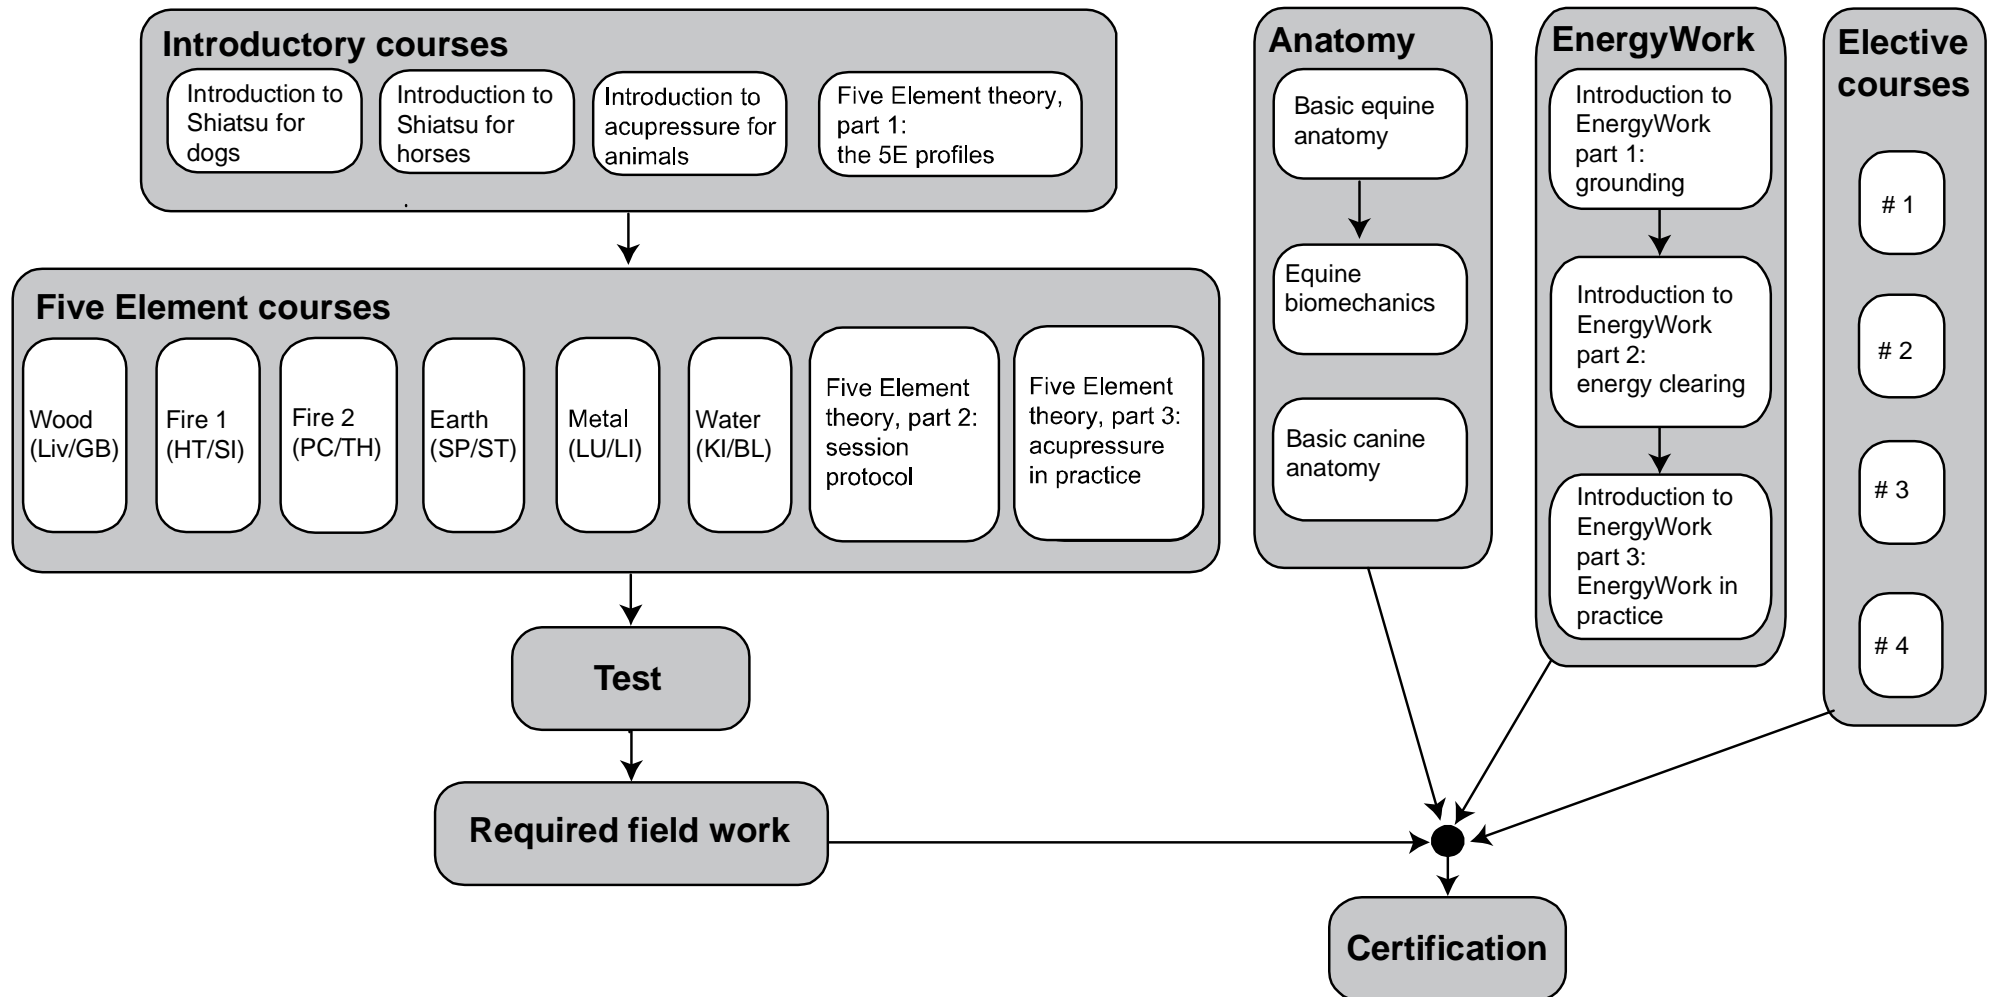 Introductory courses
Introduction to
Shiatsu for
dogs
Introduction to
Shiatsu for
horses
Introduction to
acupressure for
animals
Five Element theory,
part 1:
the 5E profiles
Five Element courses
Wood
(Liv/GB)
Fire 1
(HT/SI)
Fire 2
(PC/TH)
Earth
(SP/ST)
Metal
(LU/LI)
Water
(KI/BL)
Five Element
theory, part 2:
session
protocol
Five Element
theory, part 3:
acupressure
in practice
Test
Required field work
Anatomy
Basic equine
anatomy
Equine
biomechanics
Basic canine
anatomy
EnergyWork
Introduction to
EnergyWork
part 1:
grounding
Introduction to
EnergyWork
part 2:
energy clearing
Introduction to
EnergyWork
part 3:
EnergyWork in
practice
Elective
courses
# 1
# 2
# 3
# 4
Certification